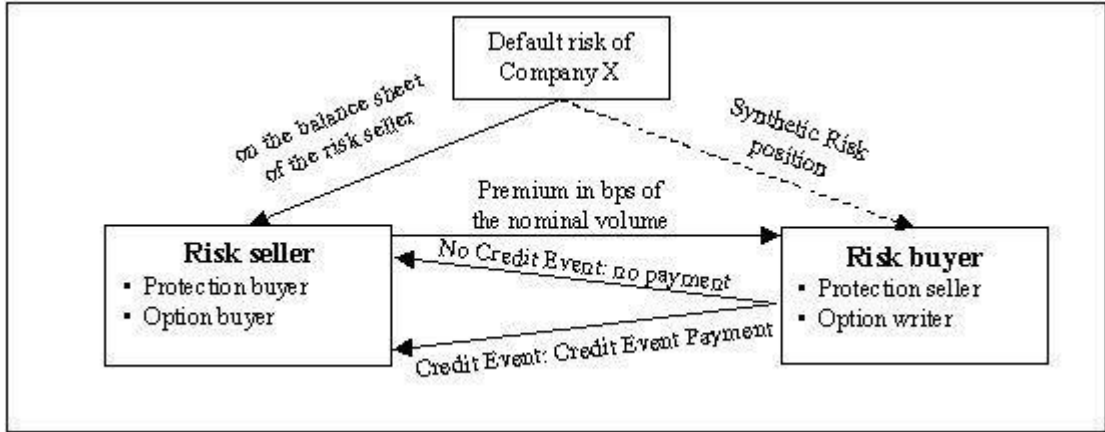 Default risk of
Company X
on the balance sheet
of the risk seller
Synthetic Risk
position
Premium in bps of
the nominal volume
Risk seller
▪ Protection buyer
▪ Option buyer
No Credit Event: no payment
Credit Event: Credit Event Payment
Risk buyer
▪ Protection seller
▪ Option writer